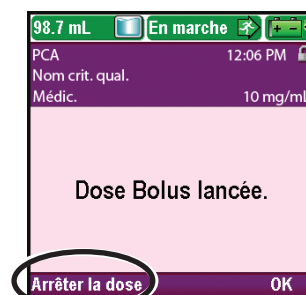 98.7 mL En marche
PCA 12:06 PM
Nom crit. qual.
Médic. 10 mg/mL
Dose Bolus lancée.
Arrêter la dose OK